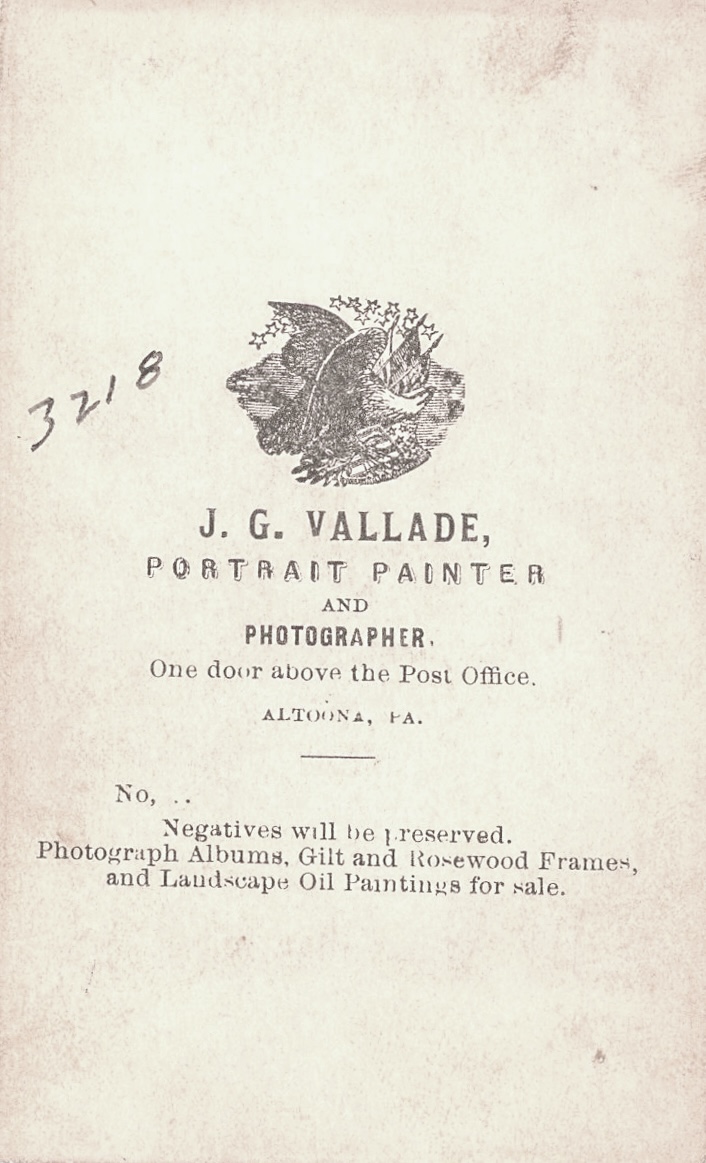 3218
J. G. VALLADE,
PORTRAIT PAINTER
AND
PHOTOGRAPHER.
One door above the Post Office.
ALTOONA, PA.
No, ..
Negatives will be preserved.
Photograph Albums, Gilt and Rosewood Frames,
and Landscape Oil Paintings for sale.